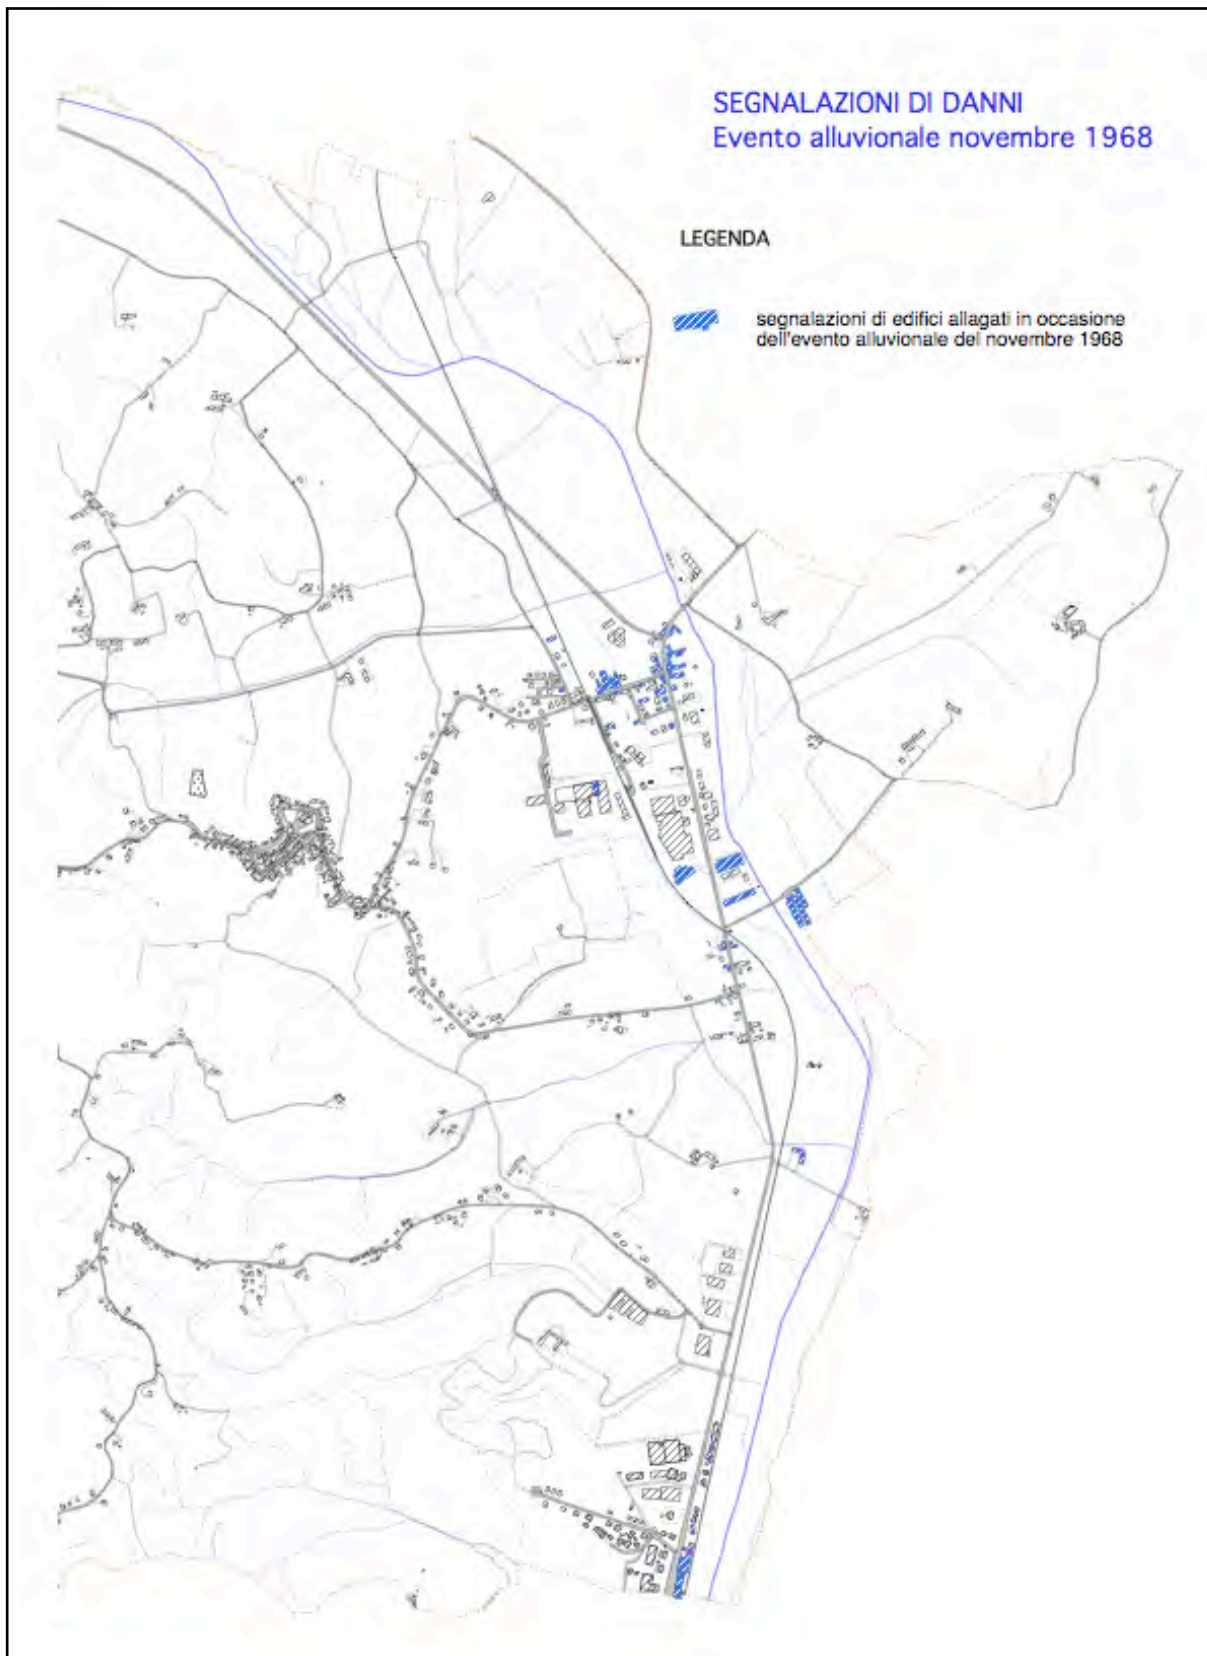 SEGNALAZIONI DI DANNI
Evento alluvionale novembre 1968
LEGENDA
segnalazioni di edifici allagati in occasione
dell'evento alluvionale del novembre 1968